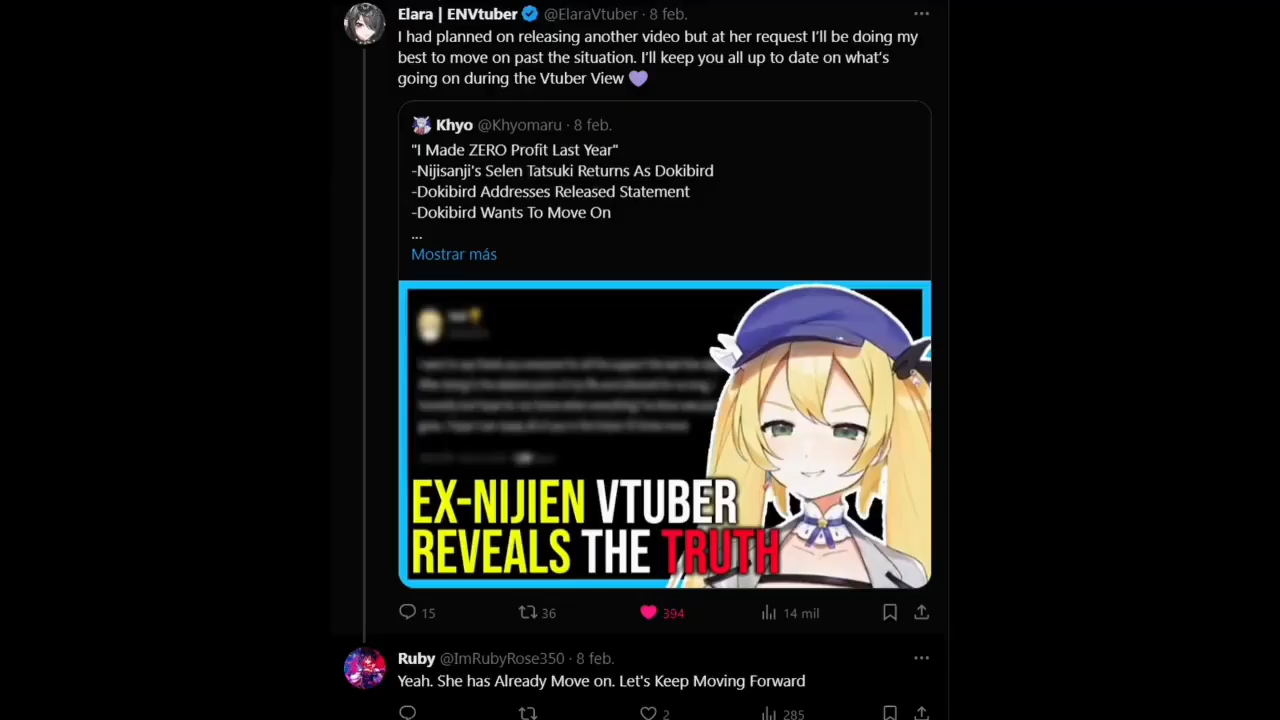 Elara | ENVtuber @ElaraVtuber · 8 feb.
I had planned on releasing another video but at her request I'll be doing my
best to move on past the situation. I'll keep you all up to date on what's
going on during the Vtuber View 💜
Khyo @Khyomaru · 8 feb.
"I Made ZERO Profit Last Year"
-Nijisanji's Selen Tatsuki Returns As Dokibird
-Dokibird Addresses Released Statement
-Dokibird Wants To Move On
...
Mostrar más
EX-NIJIEN VTUBER
REVEALS THE TRUTH
15 36 394 14 mil
Ruby @ImRubyRose350 · 8 feb.
Yeah. She has Already Move on. Let's Keep Moving Forward
2 285